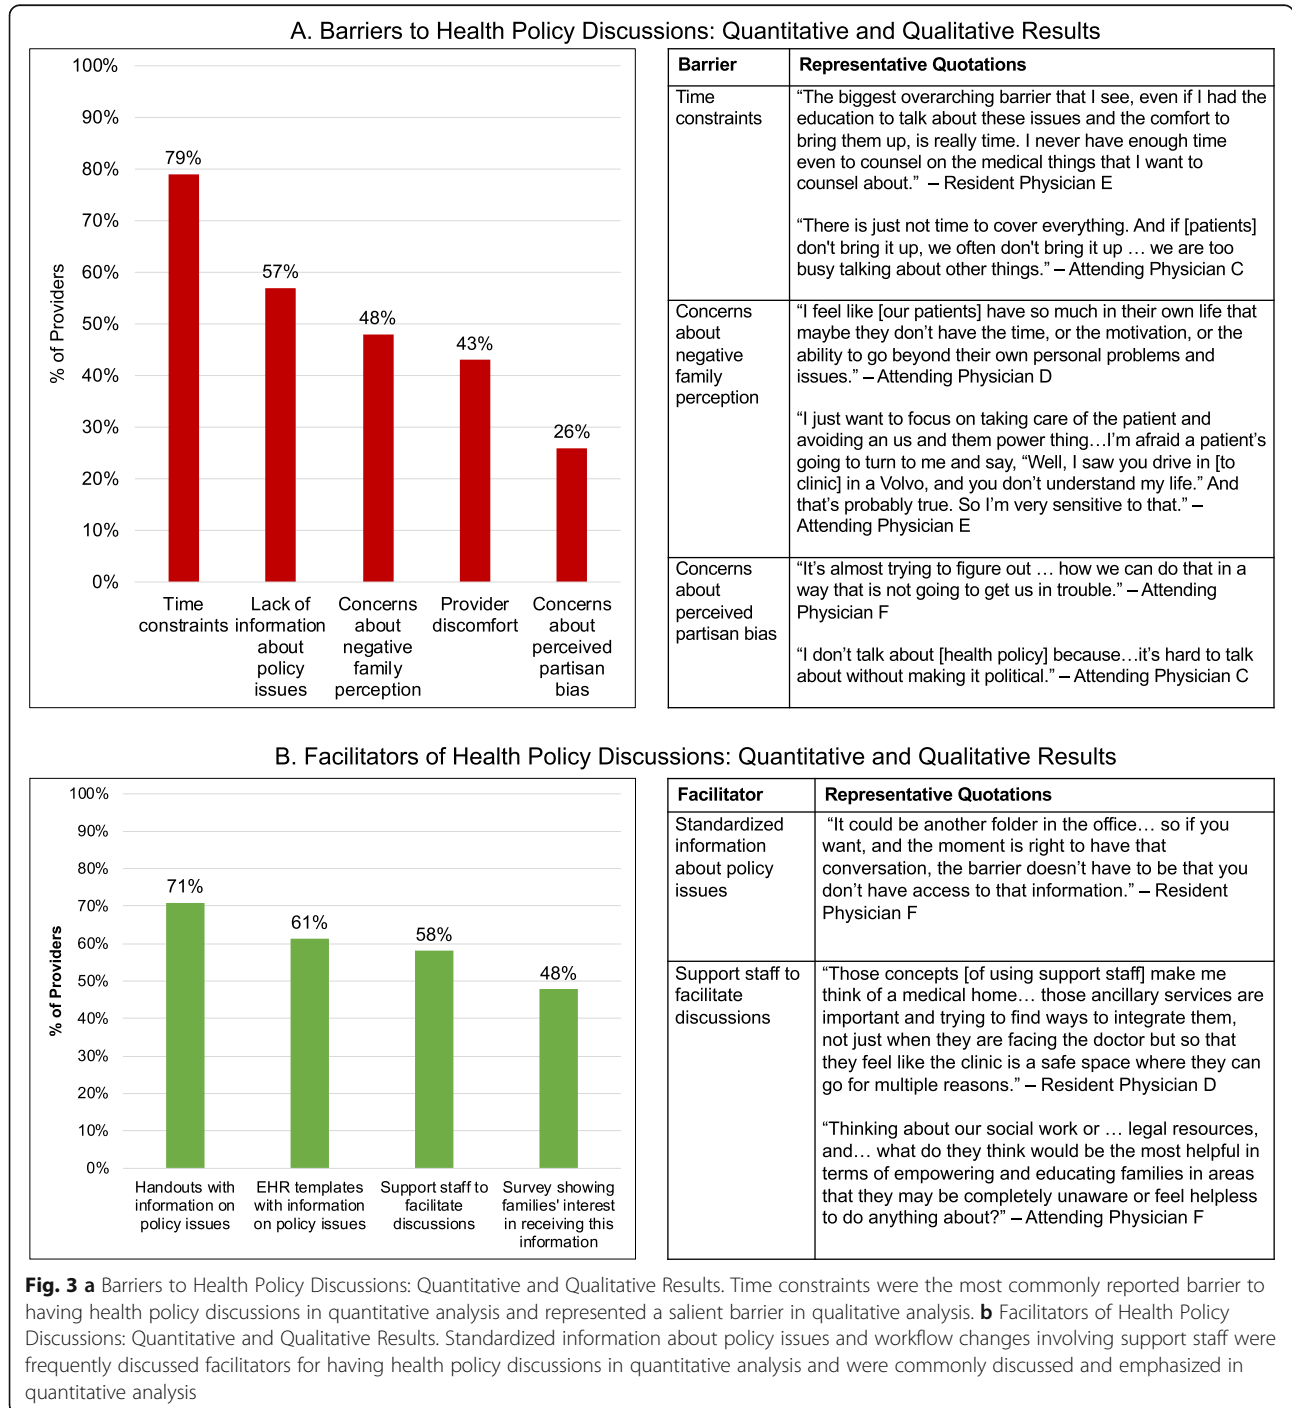 A. Barriers to Health Policy Discussions: Quantitative and Qualitative Results
100%
90%
80%
70%
60%
50%
40%
30%
20%
10%
0%
% of Providers
79%
57%
48%
43%
26%
Time
constraints
Lack of
information
about
policy
issues
Concerns
about
negative
family
perception
Provider
discomfort
Concerns
about
perceived
partisan
bias
Barrier
Representative Quotations
Time
constraints
“The biggest overarching barrier that I see, even if I had the
education to talk about these issues and the comfort to
bring them up, is really time. I never have enough time
even to counsel on the medical things that I want to
counsel about.” – Resident Physician E
“There is just not time to cover everything. And if [patients]
don't bring it up, we often don't bring it up … we are too
busy talking about other things.” – Attending Physician C
Concerns
about
negative
family
perception
“I feel like [our patients] have so much in their own life that
maybe they don’t have the time, or the motivation, or the
ability to go beyond their own personal problems and
issues.” – Attending Physician D
“I just want to focus on taking care of the patient and
avoiding an us and them power thing…I’m afraid a patient’s
going to turn to me and say, “Well, I saw you drive in [to
clinic] in a Volvo, and you don’t understand my life.” And
that’s probably true. So I’m very sensitive to that.” –
Attending Physician E
Concerns
about
perceived
partisan bias
“It’s almost trying to figure out … how we can do that in a
way that is not going to get us in trouble.” – Attending
Physician F
“I don’t talk about [health policy] because…it’s hard to talk
about without making it political.” – Attending Physician C
B. Facilitators of Health Policy Discussions: Quantitative and Qualitative Results
100%
90%
80%
70%
60%
50%
40%
30%
20%
10%
0%
% of Providers
71%
61%
58%
48%
Handouts with
information on
policy issues
EHR templates
with information
on policy issues
Support staff to
facilitate
discussions
Survey showing
families' interest
in receiving this
information
Facilitator
Representative Quotations
Standardized
information
about policy
issues
“It could be another folder in the office… so if you
want, and the moment is right to have that
conversation, the barrier doesn’t have to be that you
don’t have access to that information.” – Resident
Physician F
Support staff to
facilitate
discussions
“Those concepts [of using support staff] make me
think of a medical home… those ancillary services are
important and trying to find ways to integrate them,
not just when they are facing the doctor but so that
they feel like the clinic is a safe space where they can
go for multiple reasons.” – Resident Physician D
“Thinking about our social work or … legal resources,
and… what do they think would be the most helpful in
terms of empowering and educating families in areas
that they may be completely unaware or feel helpless
to do anything about?” – Attending Physician F
Fig. 3 a Barriers to Health Policy Discussions: Quantitative and Qualitative Results. Time constraints were the most commonly reported barrier to
having health policy discussions in quantitative analysis and represented a salient barrier in qualitative analysis. b Facilitators of Health Policy
Discussions: Quantitative and Qualitative Results. Standardized information about policy issues and workflow changes involving support staff were
frequently discussed facilitators for having health policy discussions in quantitative analysis and were commonly discussed and emphasized in
quantitative analysis